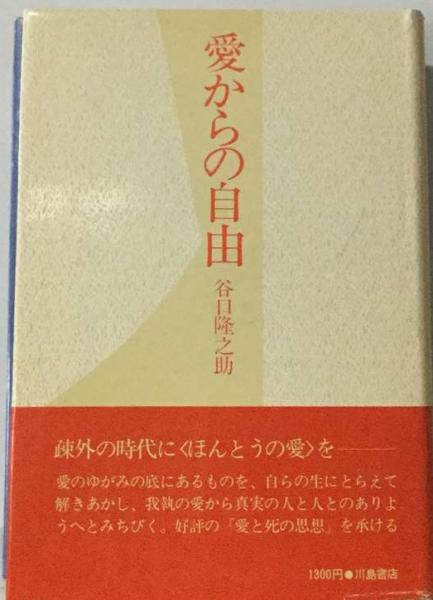 愛からの自由
谷口隆之助
疎外の時代に〈ほんとうの愛〉を――
愛のゆがみの底にあるものを、自らの生にとらえて
解きあかし、我執の愛から真実の人と人とのありよ
うへとみちびく。好評の『愛と死の思想』を承ける
1300円●川島書店